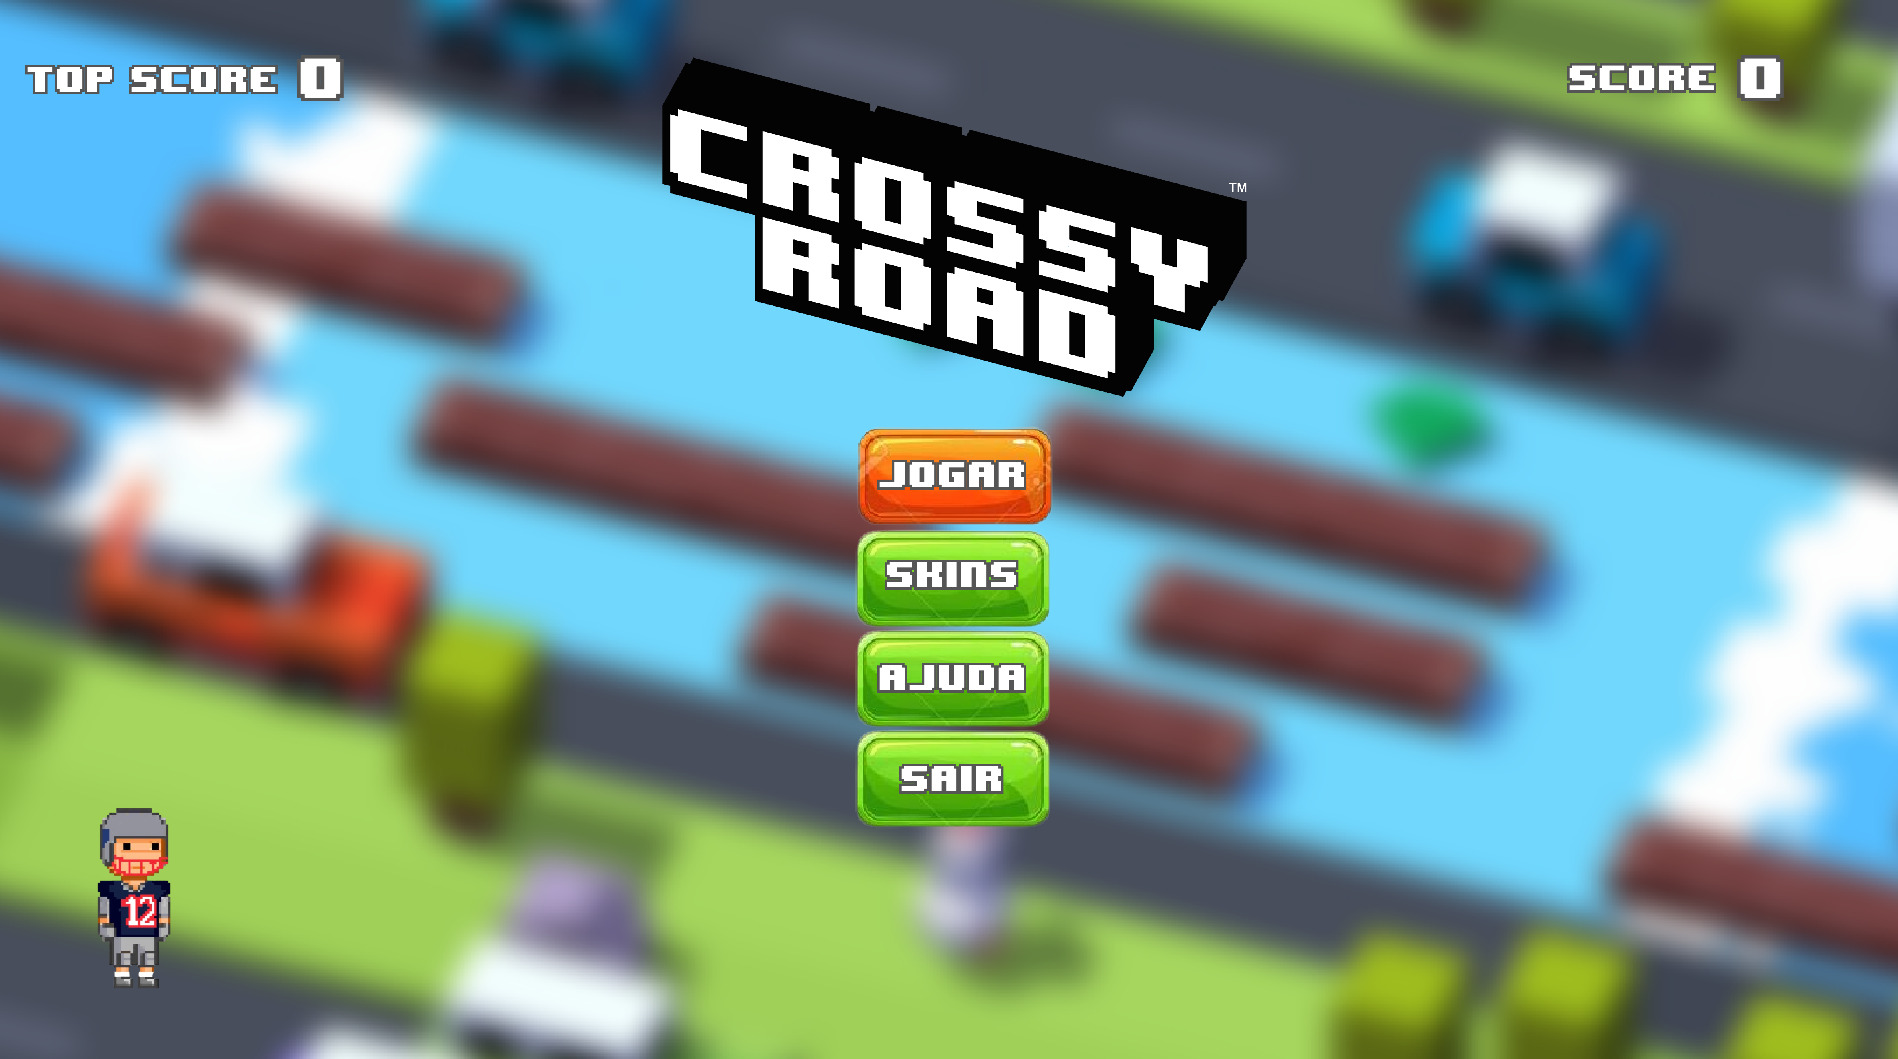 TOP SCORE 0
SCORE 0
CROSSY
TM
ROAD
JOGAR
SKINS
AJUDA
SAIR
12